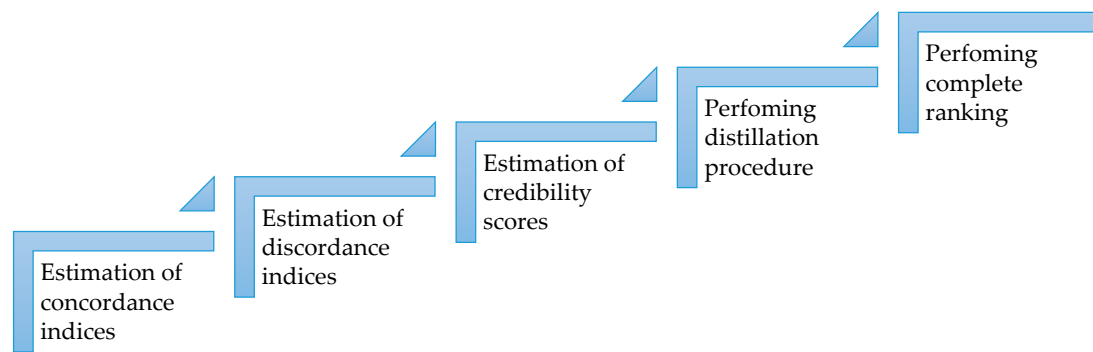 Estimation of
concordance
indices
Estimation of
discordance
indices
Estimation of
credibility
scores
Perfoming
distillation
procedure
Perfoming
complete
ranking